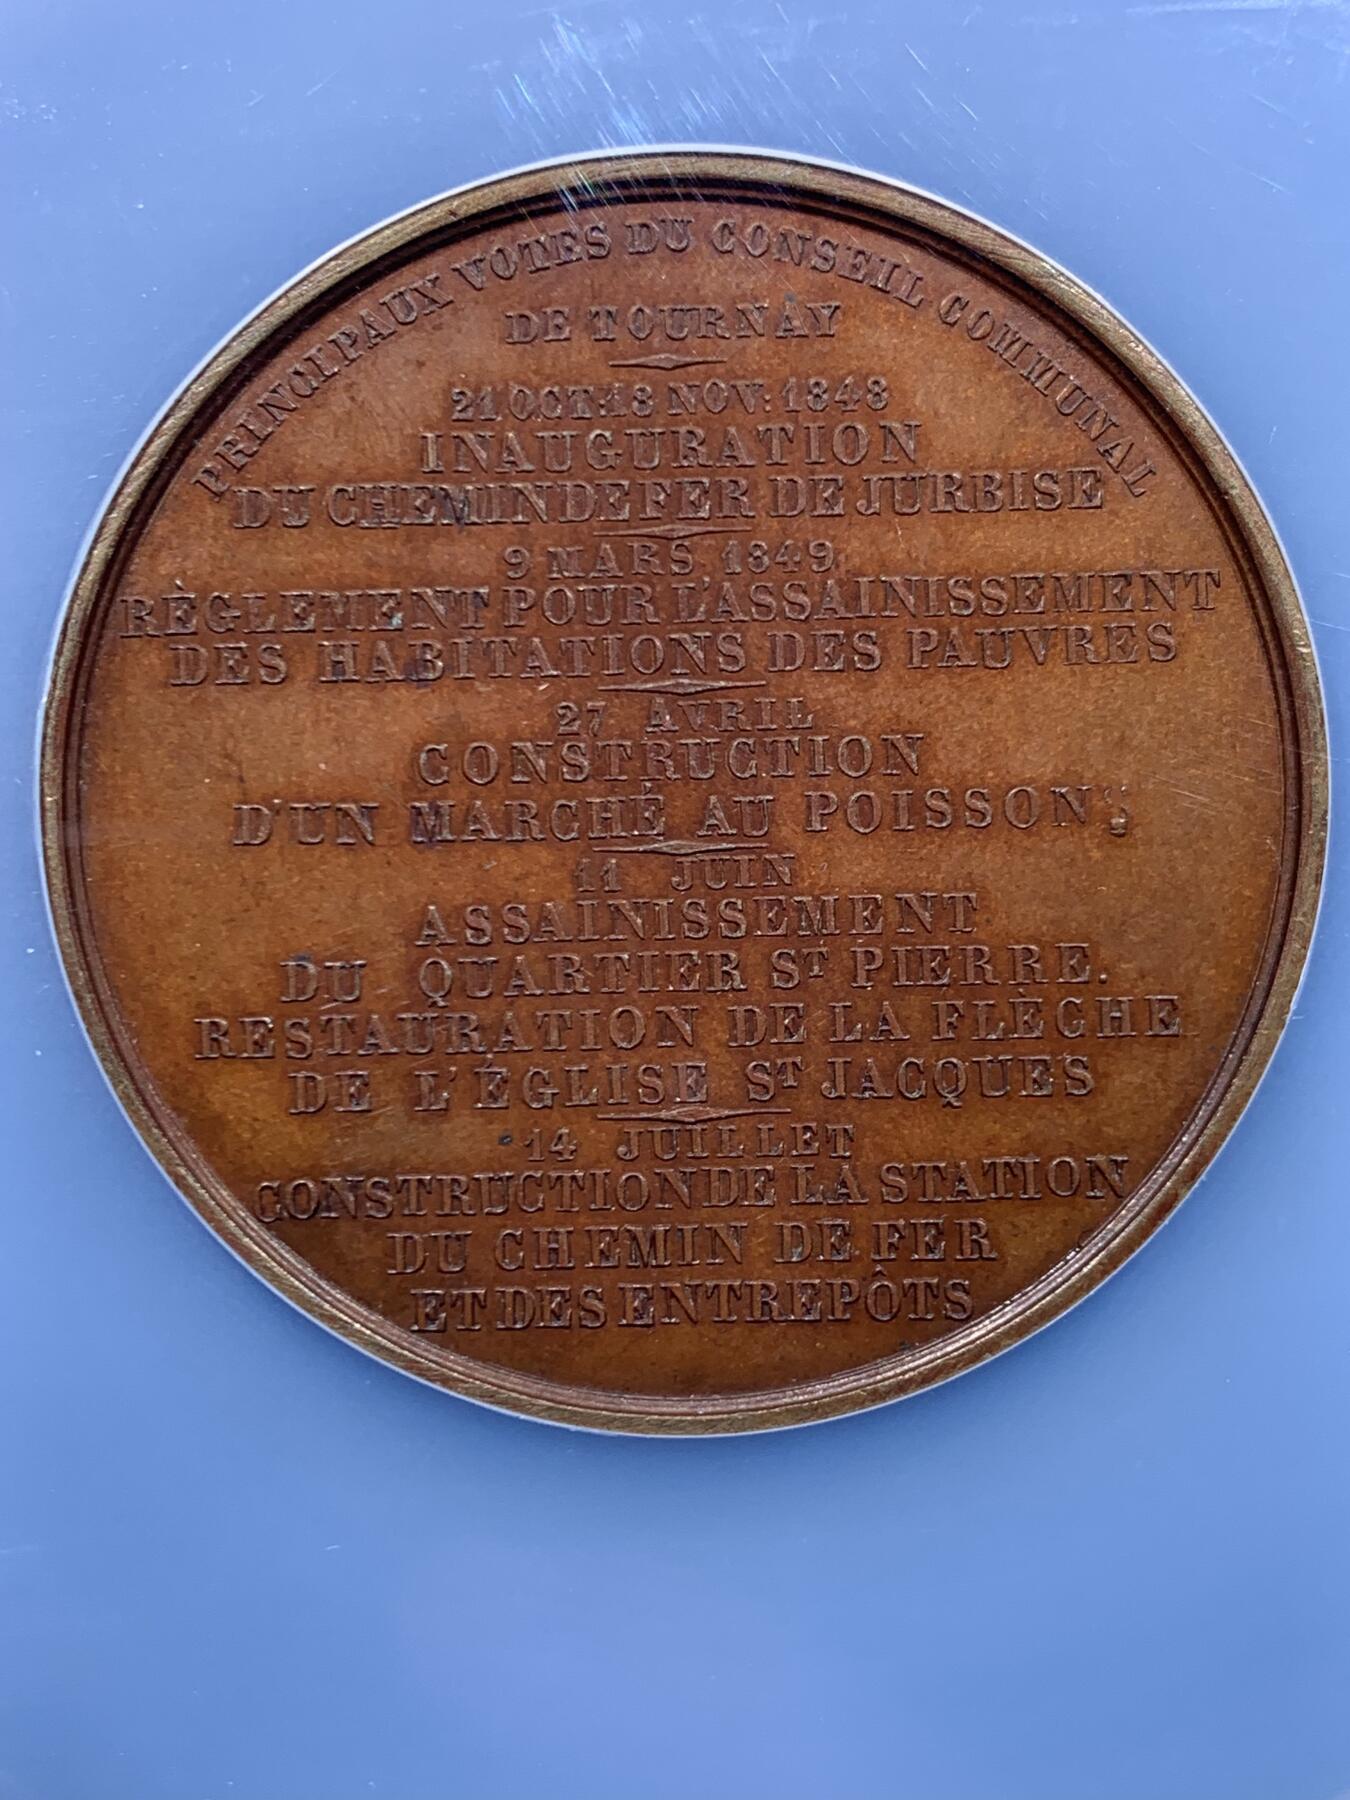 PRINCIPAUX VOTES DU CONSEIL COMMUNAL
DE TOURNAY
21 OCT: 18 NOV: 1848
INAUGURATION
DU CHEMIN DE FER DE JURBISE
9 MARS 1849
RÈGLEMENT POUR L'ASSAINISSEMENT
DES HABITATIONS DES PAUVRES
27 AVRIL
CONSTRUCTION
D'UN MARCHÉ AU POISSON
11 JUIN
ASSAINISSEMENT
DU QUARTIER ST PIERRE.
RESTAURATION DE LA FLÈCHE
DE L'ÉGLISE ST JACQUES
14 JUILLET
CONSTRUCTION DE LA STATION
DU CHEMIN DE FER
ET DES ENTREPÔTS